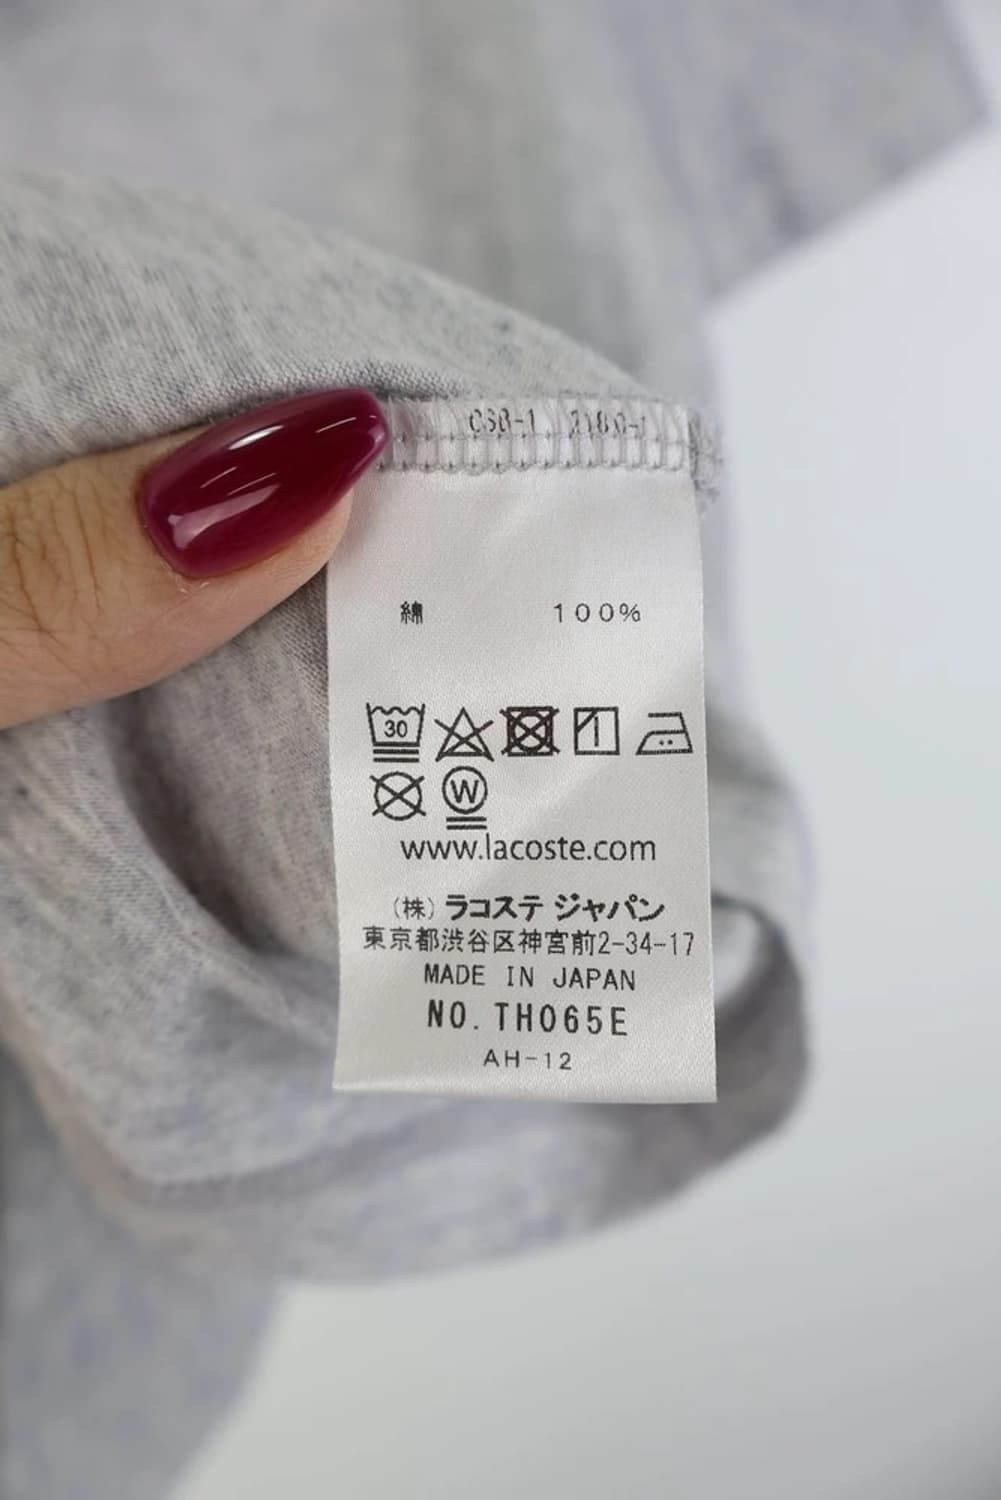 綿 100%
30
W
www.lacoste.com
(株) ラコステ ジャパン
東京都渋谷区神宮前2-34-17
MADE IN JAPAN
NO. TH065E
AH-12